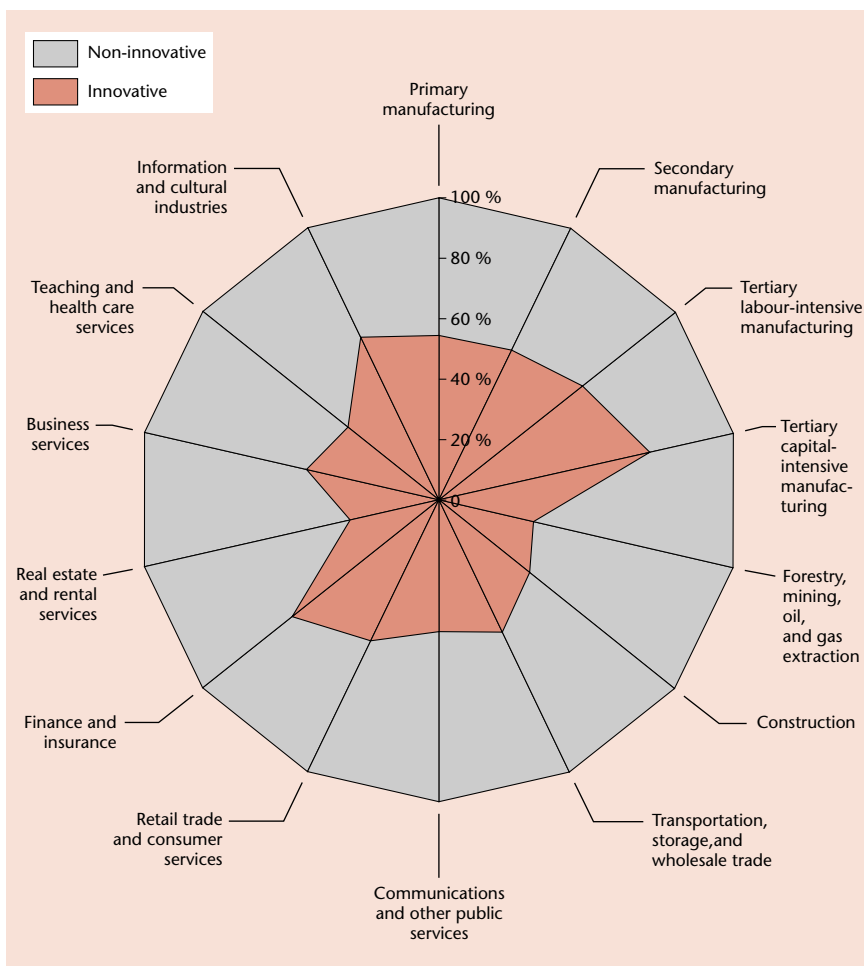 Non-innovative
Innovative
Primary
manufacturing
Secondary
manufacturing
Tertiary
labour-intensive
manufacturing
Tertiary
capital-
intensive
manufac-
turing
Forestry,
mining,
oil,
and gas
extraction
Construction
Transportation,
storage,and
wholesale trade
Communications
and other public
services
Retail trade
and consumer
services
Finance and
insurance
Real estate
and rental
services
Business
services
Teaching and
health care
services
Information
and cultural
industries
100 %
80 %
60 %
40 %
20 %
0